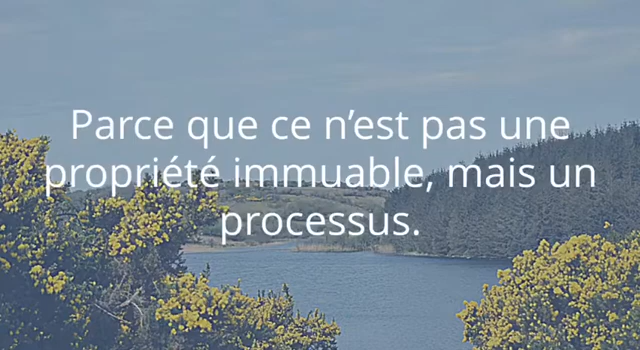 Parce que ce n’est pas une
propriété immuable, mais un
processus.